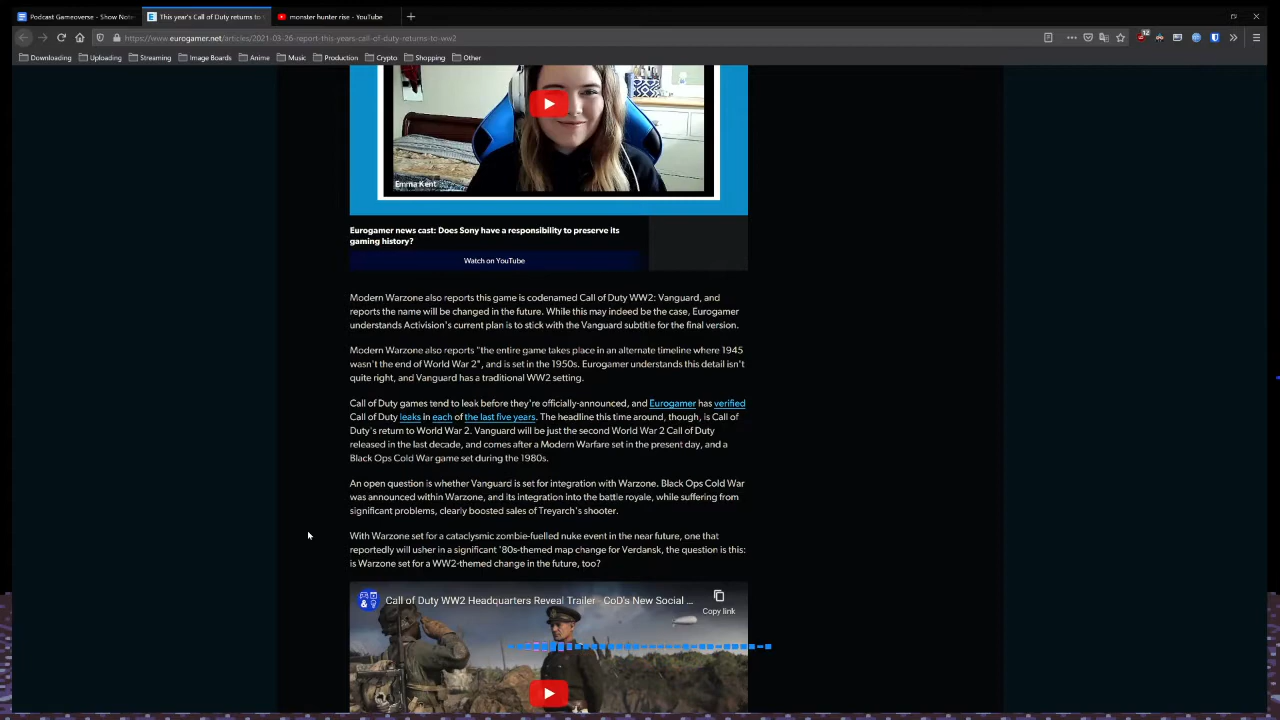 Podcast Gameoverse - Show Note
This year's Call of Duty returns to
monster hunter rise - YouTube
https://www.eurogamer.net/articles/2021-03-26-report-this-years-call-of-duty-returns-to-ww2
12
Downloading Uploading Streaming Image Boards Anime Music Production Crypto Shopping Other
Emma Kent
Eurogamer news cast: Does Sony have a responsibility to preserve its
gaming history?
Watch on YouTube
Modern Warzone also reports this game is codenamed Call of Duty WW2: Vanguard, and
reports the name will be changed in the future. While this may indeed be the case, Eurogamer
understands Activision's current plan is to stick with the Vanguard subtitle for the final version.
Modern Warzone also reports "the entire game takes place in an alternate timeline where 1945
wasn't the end of World War 2", and is set in the 1950s. Eurogamer understands this detail isn't
quite right, and Vanguard has a traditional WW2 setting.
Call of Duty games tend to leak before they're officially-announced, and Eurogamer has verified
Call of Duty leaks in each of the last five years. The headline this time around, though, is Call of
Duty's return to World War 2. Vanguard will be just the second World War 2 Call of Duty
released in the last decade, and comes after a Modern Warfare set in the present day, and a
Black Ops Cold War game set during the 1980s.
An open question is whether Vanguard is set for integration with Warzone. Black Ops Cold War
was announced within Warzone, and its integration into the battle royale, while suffering from
significant problems, clearly boosted sales of Treyarch's shooter.
With Warzone set for a cataclysmic zombie-fuelled nuke event in the near future, one that
reportedly will usher in a significant '80s-themed map change for Verdansk, the question is this:
is Warzone set for a WW2-themed change in the future, too?
Call of Duty WW2 Headquarters Reveal Trailer - CoD's New Social ...
Copy link